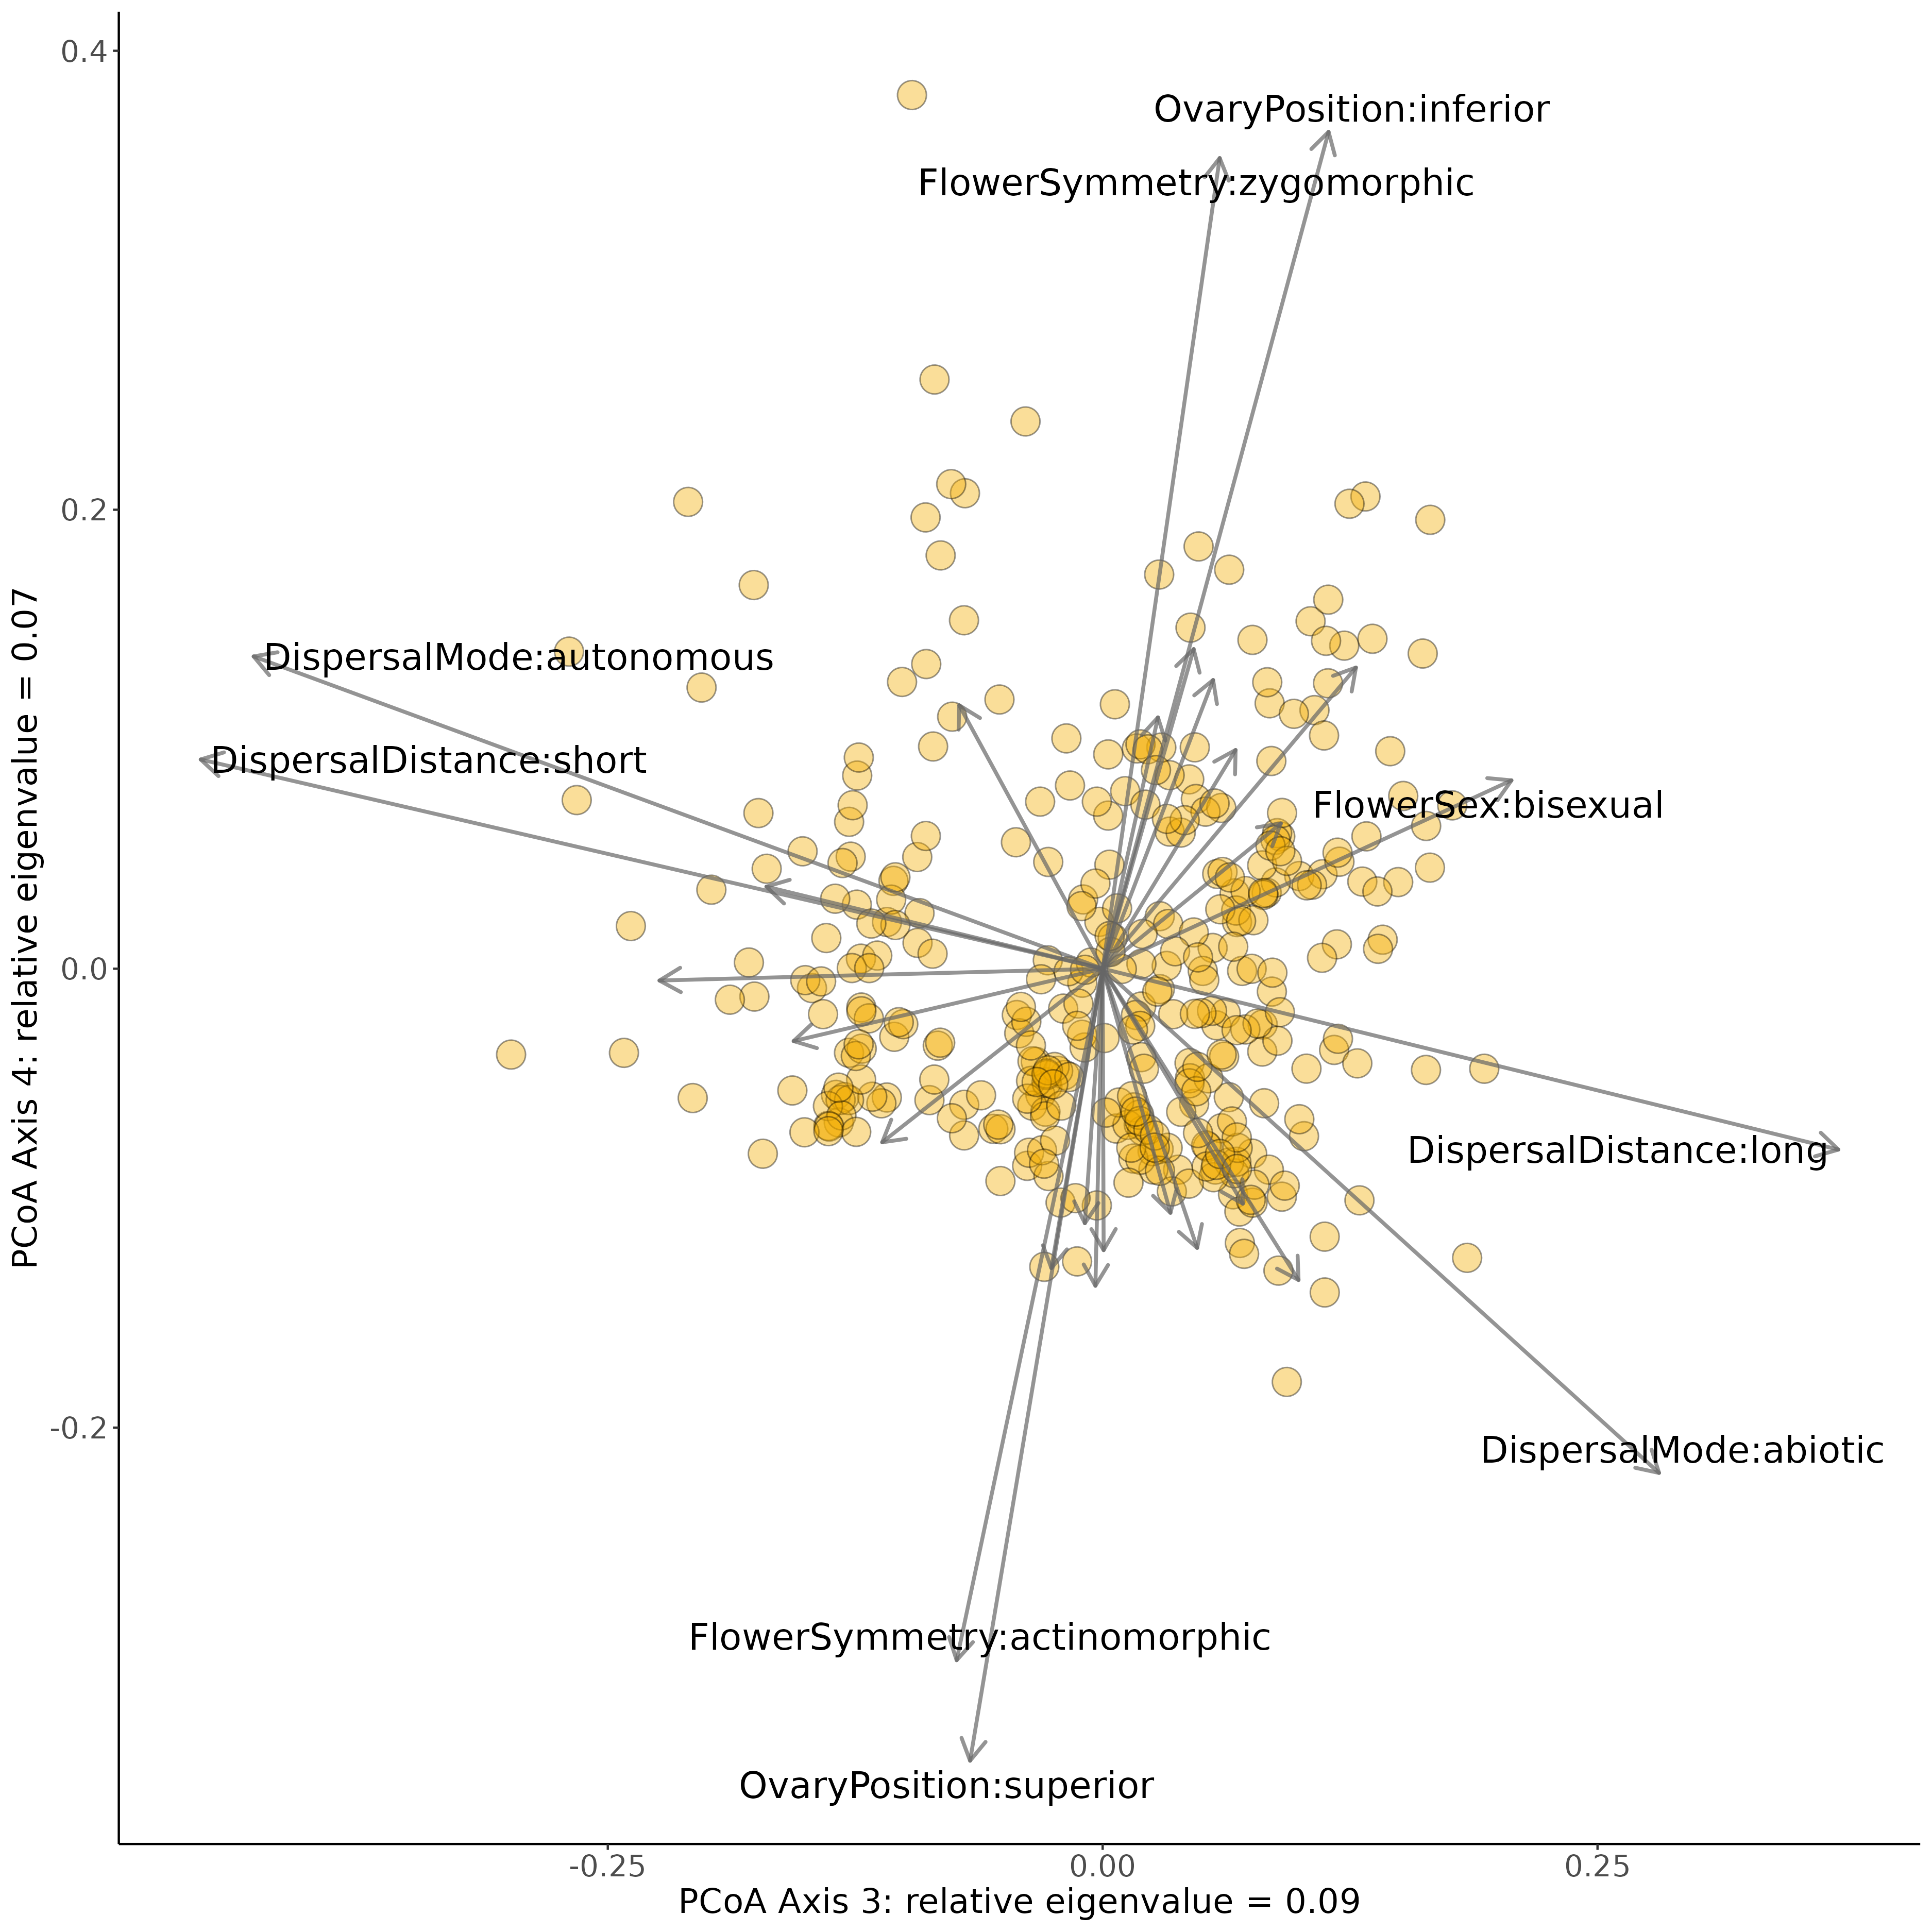 0.4
OvaryPosition:inferior
FlowerSymmetry:zygomorphic
0.2
DispersalMode:autonomous
DispersalDistance:short
FlowerSex:bisexual
0.0
DispersalDistance:long
-0.2
DispersalMode:abiotic
FlowerSymmetry:actinomorphic
OvaryPosition:superior
-0.25
0.00
0.25
PCoA Axis 3: relative eigenvalue = 0.09
PCoA Axis 4: relative eigenvalue = 0.07